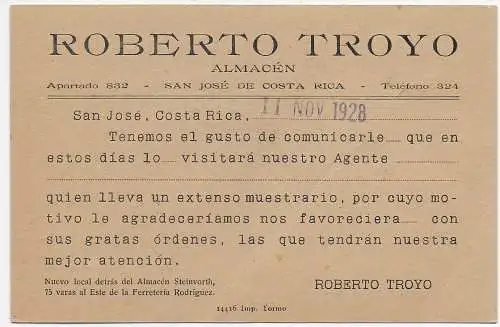 ROBERTO TROYO
ALMACÉN
Apartado 832 - SAN JOSÉ DE COSTA RICA - Teléfono 324
San José, Costa Rica, 11 NOV 1928
Tenemos el gusto de comunicarle que en
estos días lo visitará nuestro Agente
quien lleva un extenso muestrario, por cuyo mo-
tivo le agradeceríamos nos favoreciera con
sus gratas órdenes, las que tendrán nuestra
mejor atención.
Nuevo local detrás del Almacén Steinvorth,
75 varas al Este de la Ferretería Rodríguez.
ROBERTO TROYO
14416 Imp. Tormo